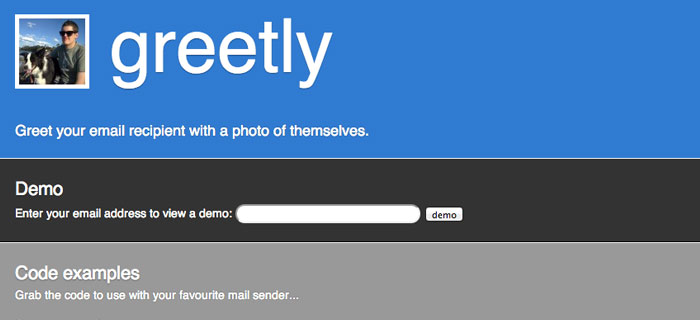 greetly
Greet your email recipient with a photo of themselves.
Demo
Enter your email address to view a demo: demo
Code examples
Grab the code to use with your favourite mail sender...